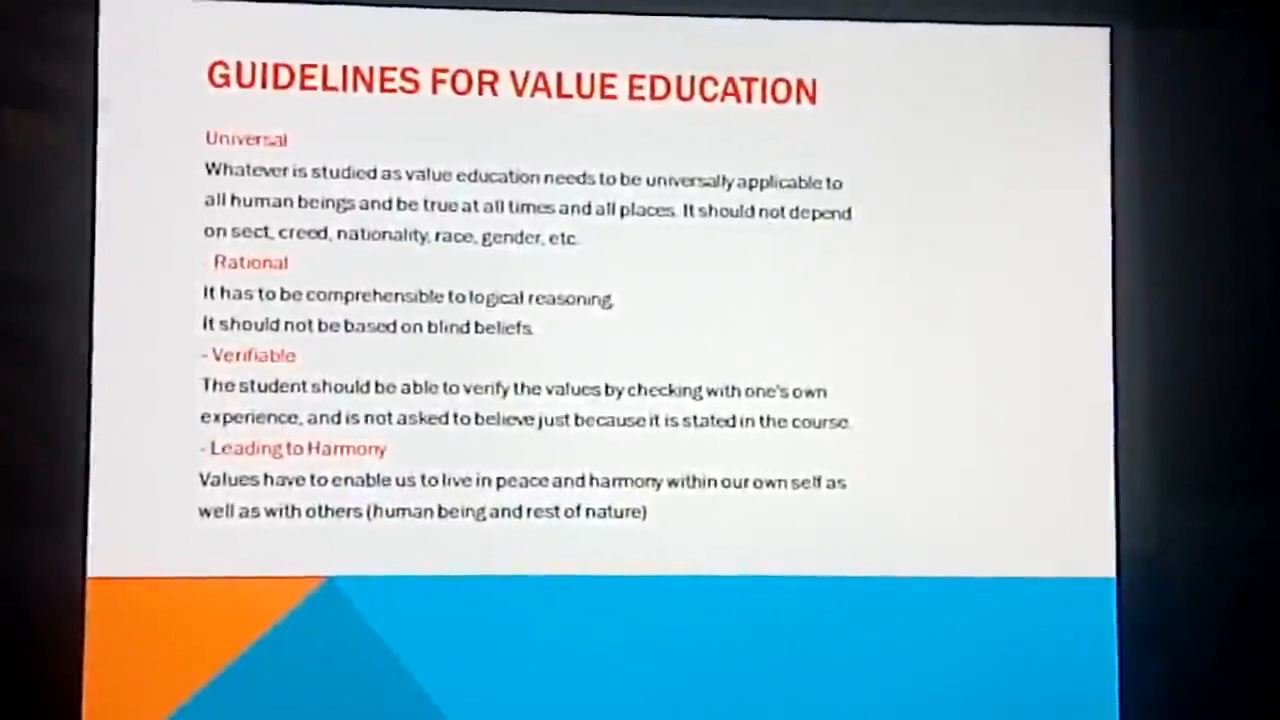 GUIDELINES FOR VALUE EDUCATION
Universal
Whatever is studied as value education needs to be universally applicable to
all human beings and be true at all times and all places. It should not depend
on sect, creed, nationality, race, gender, etc.
Rational
It has to be comprehensible to logical reasoning.
It should not be based on blind beliefs.
- Verifiable
The student should be able to verify the values by checking with one's own
experience, and is not asked to believe just because it is stated in the course.
- Leading to Harmony
Values have to enable us to live in peace and harmony within our own self as
well as with others (human being and rest of nature)